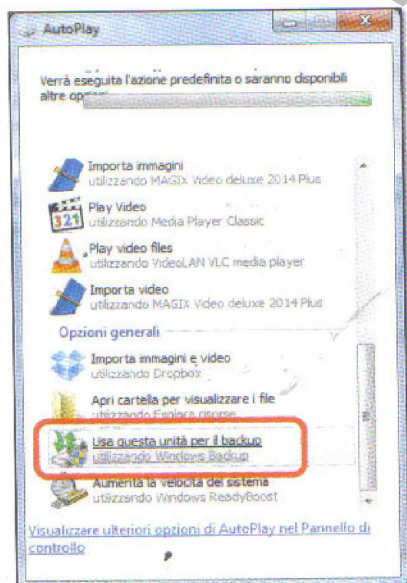 AutoPlay
Verrà eseguita l'azione predefinita o saranno disponibili
altre
Importa immagini
utilizzando MAGIX Video deluxe 2014 Plus
Play Video
utilizzando Media Player Classic
321
Play video files
utilizzando VideoLAN VLC media player
Importa video
utilizzando MAGIX Video deluxe 2014 Plus
Opzioni generali
Importa immagini e video
utilizzando Dropbox
Apri cartella per visualizzare i file
utilizzando Esplora risorse
Usa questa unità per il backup
utilizzando Windows Backup
Aumenta la velocità del sistema
utilizzando Windows ReadyBoost
Visualizzare ulteriori opzioni di AutoPlay nel Pannello di
controllo